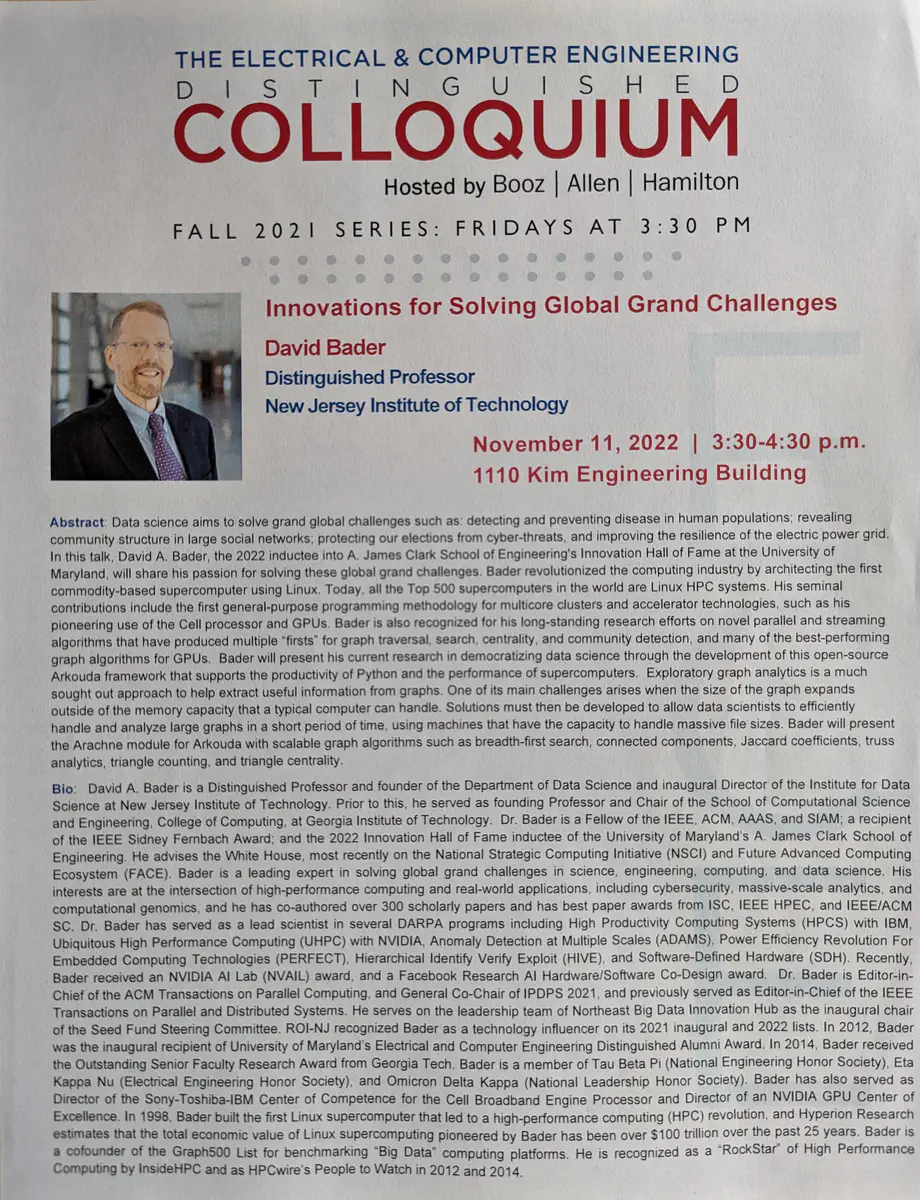 THE ELECTRICAL & COMPUTER ENGINEERING
DISTINGUISHED
COLLOQUIUM
Hosted by Booz | Allen | Hamilton
FALL 2021 SERIES: FRIDAYS AT 3:30 PM
Innovations for Solving Global Grand Challenges
David Bader
Distinguished Professor
New Jersey Institute of Technology
November 11, 2022 | 3:30-4:30 p.m.
1110 Kim Engineering Building
Abstract: Data science aims to solve grand global challenges such as: detecting and preventing disease in human populations; revealing
community structure in large social networks; protecting our elections from cyber-threats, and improving the resilience of the electric power grid.
In this talk, David A. Bader, the 2022 inductee into A. James Clark School of Engineering's Innovation Hall of Fame at the University of
Maryland, will share his passion for solving these global grand challenges. Bader revolutionized the computing industry by architecting the first
commodity-based supercomputer using Linux. Today, all the Top 500 supercomputers in the world are Linux HPC systems. His seminal
contributions include the first general-purpose programming methodology for multicore clusters and accelerator technologies, such as his
pioneering use of the Cell processor and GPUs. Bader is also recognized for his long-standing research efforts on novel parallel and streaming
algorithms that have produced multiple "firsts" for graph traversal, search, centrality, and community detection, and many of the best-performing
graph algorithms for GPUs. Bader will present his current research in democratizing data science through the development of this open-source
Arkouda framework that supports the productivity of Python and the performance of supercomputers. Exploratory graph analytics is a much
sought out approach to help extract useful information from graphs. One of its main challenges arises when the size of the graph expands
outside of the memory capacity that a typical computer can handle. Solutions must then be developed to allow data scientists to efficiently
handle and analyze large graphs in a short period of time, using machines that have the capacity to handle massive file sizes. Bader will present
the Arachne module for Arkouda with scalable graph algorithms such as breadth-first search, connected components, Jaccard coefficients, truss
analytics, triangle counting, and triangle centrality.
Bio: David A. Bader is a Distinguished Professor and founder of the Department of Data Science and inaugural Director of the Institute for Data
Science at New Jersey Institute of Technology. Prior to this, he served as founding Professor and Chair of the School of Computational Science
and Engineering, College of Computing, at Georgia Institute of Technology. Dr. Bader is a Fellow of the IEEE, ACM, AAAS, and SIAM; a recipient
of the IEEE Sidney Fernbach Award; and the 2022 Innovation Hall of Fame inductee of the University of Maryland's A. James Clark School of
Engineering. He advises the White House, most recently on the National Strategic Computing Initiative (NSCI) and Future Advanced Computing
Ecosystem (FACE). Bader is a leading expert in solving global grand challenges in science, engineering, computing, and data science. His
interests are at the intersection of high-performance computing and real-world applications, including cybersecurity, massive-scale analytics, and
computational genomics, and he has co-authored over 300 scholarly papers and has best paper awards from ISC, IEEE HPEC, and IEEE/ACM
SC. Dr. Bader has served as a lead scientist in several DARPA programs including High Productivity Computing Systems (HPCS) with IBM,
Ubiquitous High Performance Computing (UHPC) with NVIDIA, Anomaly Detection at Multiple Scales (ADAMS), Power Efficiency Revolution For
Embedded Computing Technologies (PERFECT), Hierarchical Identify Verify Exploit (HIVE), and Software-Defined Hardware (SDH). Recently,
Bader received an NVIDIA AI Lab (NVAIL) award, and a Facebook Research AI Hardware/Software Co-Design award. Dr. Bader is Editor-in-
Chief of the ACM Transactions on Parallel Computing, and General Co-Chair of IPDPS 2021, and previously served as Editor-in-Chief of the IEEE
Transactions on Parallel and Distributed Systems. He serves on the leadership team of Northeast Big Data Innovation Hub as the inaugural chair
of the Seed Fund Steering Committee. ROI-NJ recognized Bader as a technology influencer on its 2021 inaugural and 2022 lists. In 2012, Bader
was the inaugural recipient of University of Maryland's Electrical and Computer Engineering Distinguished Alumni Award. In 2014, Bader received
the Outstanding Senior Faculty Research Award from Georgia Tech. Bader is a member of Tau Beta Pi (National Engineering Honor Society), Eta
Kappa Nu (Electrical Engineering Honor Society), and Omicron Delta Kappa (National Leadership Honor Society). Bader has also served as
Director of the Sony-Toshiba-IBM Center of Competence for the Cell Broadband Engine Processor and Director of an NVIDIA GPU Center of
Excellence. In 1998, Bader built the first Linux supercomputer that led to a high-performance computing (HPC) revolution, and Hyperion Research
estimates that the total economic value of Linux supercomputing pioneered by Bader has been over $100 trillion over the past 25 years. Bader is
a cofounder of the Graph500 List for benchmarking "Big Data" computing platforms. He is recognized as a "RockStar" of High Performance
Computing by InsideHPC and as HPCwire's People to Watch in 2012 and 2014.